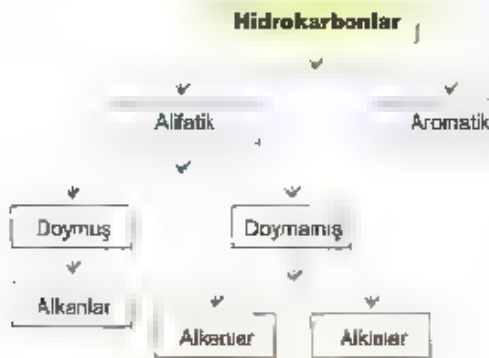 Hidrokarbonlar
Alifatik Aromatik
Doymuş Doymamış
Alkanlar
Alkenler Alkinler